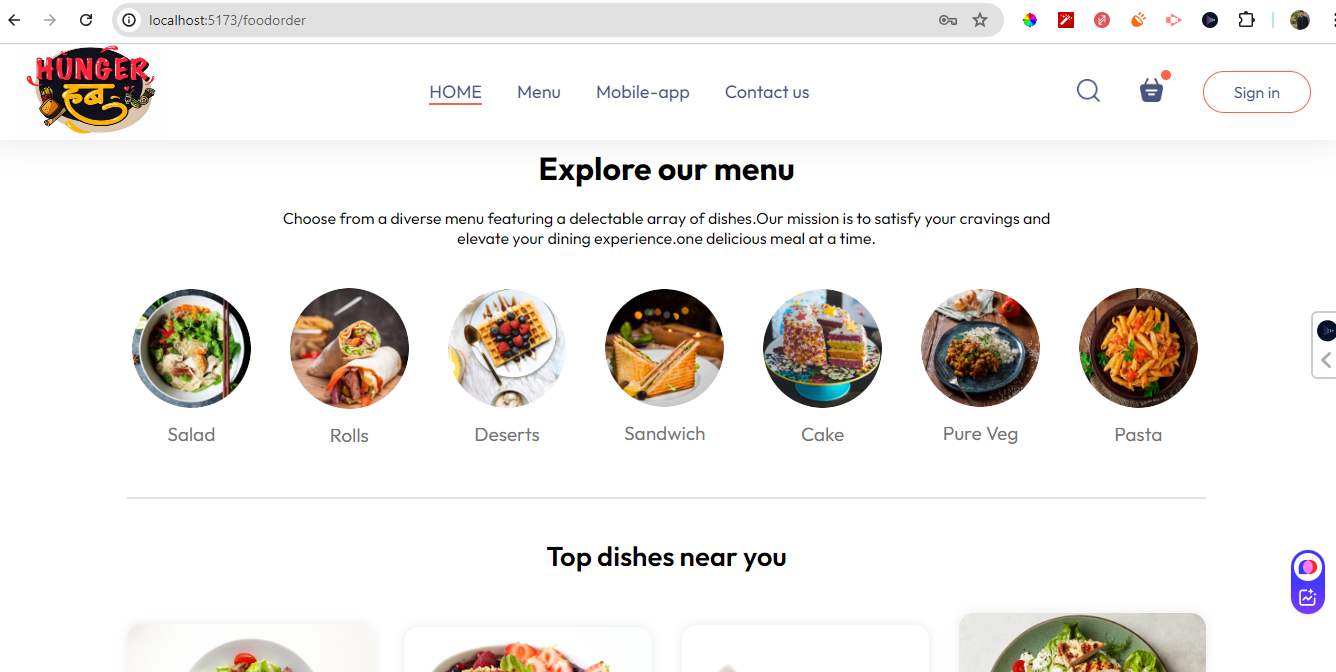 localhost:5173/foodorder
HUNGER
हब
HOME
Menu
Mobile-app
Contact us
Sign in
Explore our menu
Choose from a diverse menu featuring a delectable array of dishes.Our mission is to satisfy your cravings and
elevate your dining experience.one delicious meal at a time.
Salad
Rolls
Deserts
Sandwich
Cake
Pure Veg
Pasta
Top dishes near you